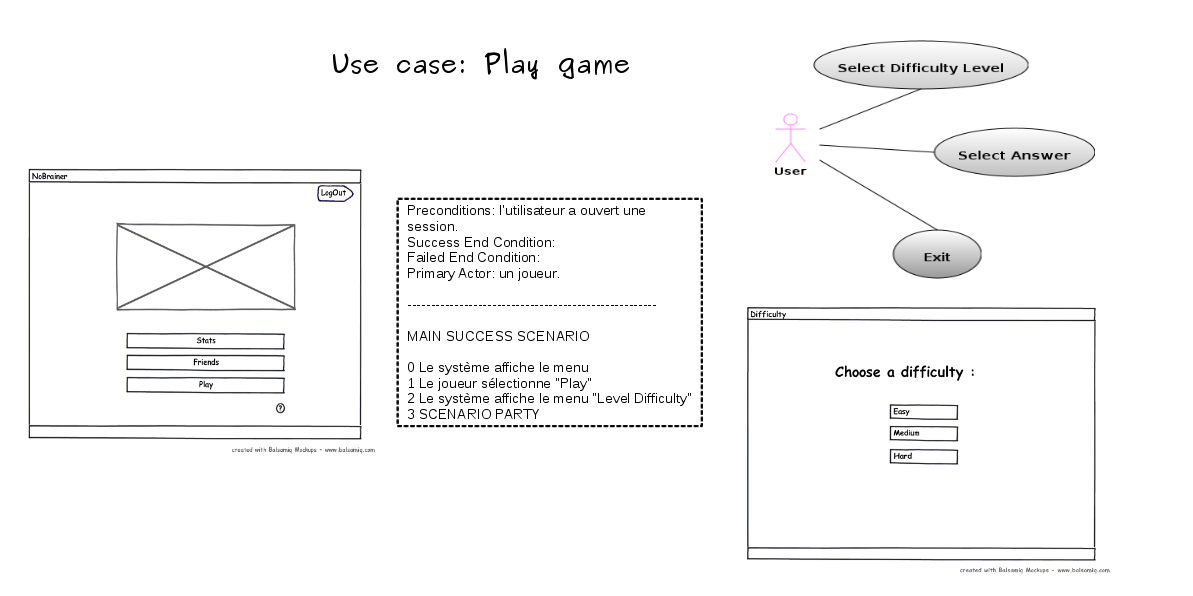 Use case: Play game
Select Difficulty Level
Select Answer
User
Exit
NoBrainer
LogOut
Stats
Friends
Play
?
created with Balsamiq Mockups - www.balsamiq.com
Preconditions: l'utilisateur a ouvert une
session.
Success End Condition:
Failed End Condition:
Primary Actor: un joueur.
-----------------------------------------------------
MAIN SUCCESS SCENARIO
0 Le système affiche le menu
1 Le joueur sélectionne "Play"
2 Le système affiche le menu "Level Difficulty"
3 SCENARIO PARTY
Difficulty
Choose a difficulty :
Easy
Medium
Hard
created with Balsamiq Mockups - www.balsamiq.com